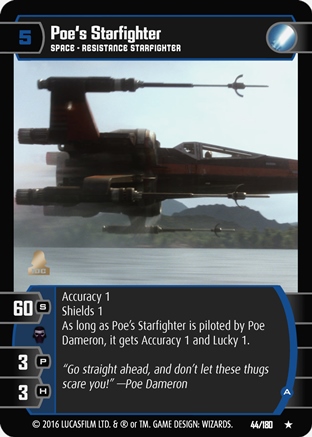 5 Poe's Starfighter
SPACE - RESISTANCE STARFIGHTER
60 S
3 P
3 H
Accuracy 1
Shields 1
As long as Poe's Starfighter is piloted by Poe
Dameron, it gets Accuracy 1 and Lucky 1.
"Go straight ahead, and don't let these thugs
scare you!" —Poe Dameron
A
© 2016 LUCASFILM LTD. & ® or TM. GAME DESIGN: WIZARDS. 44/180